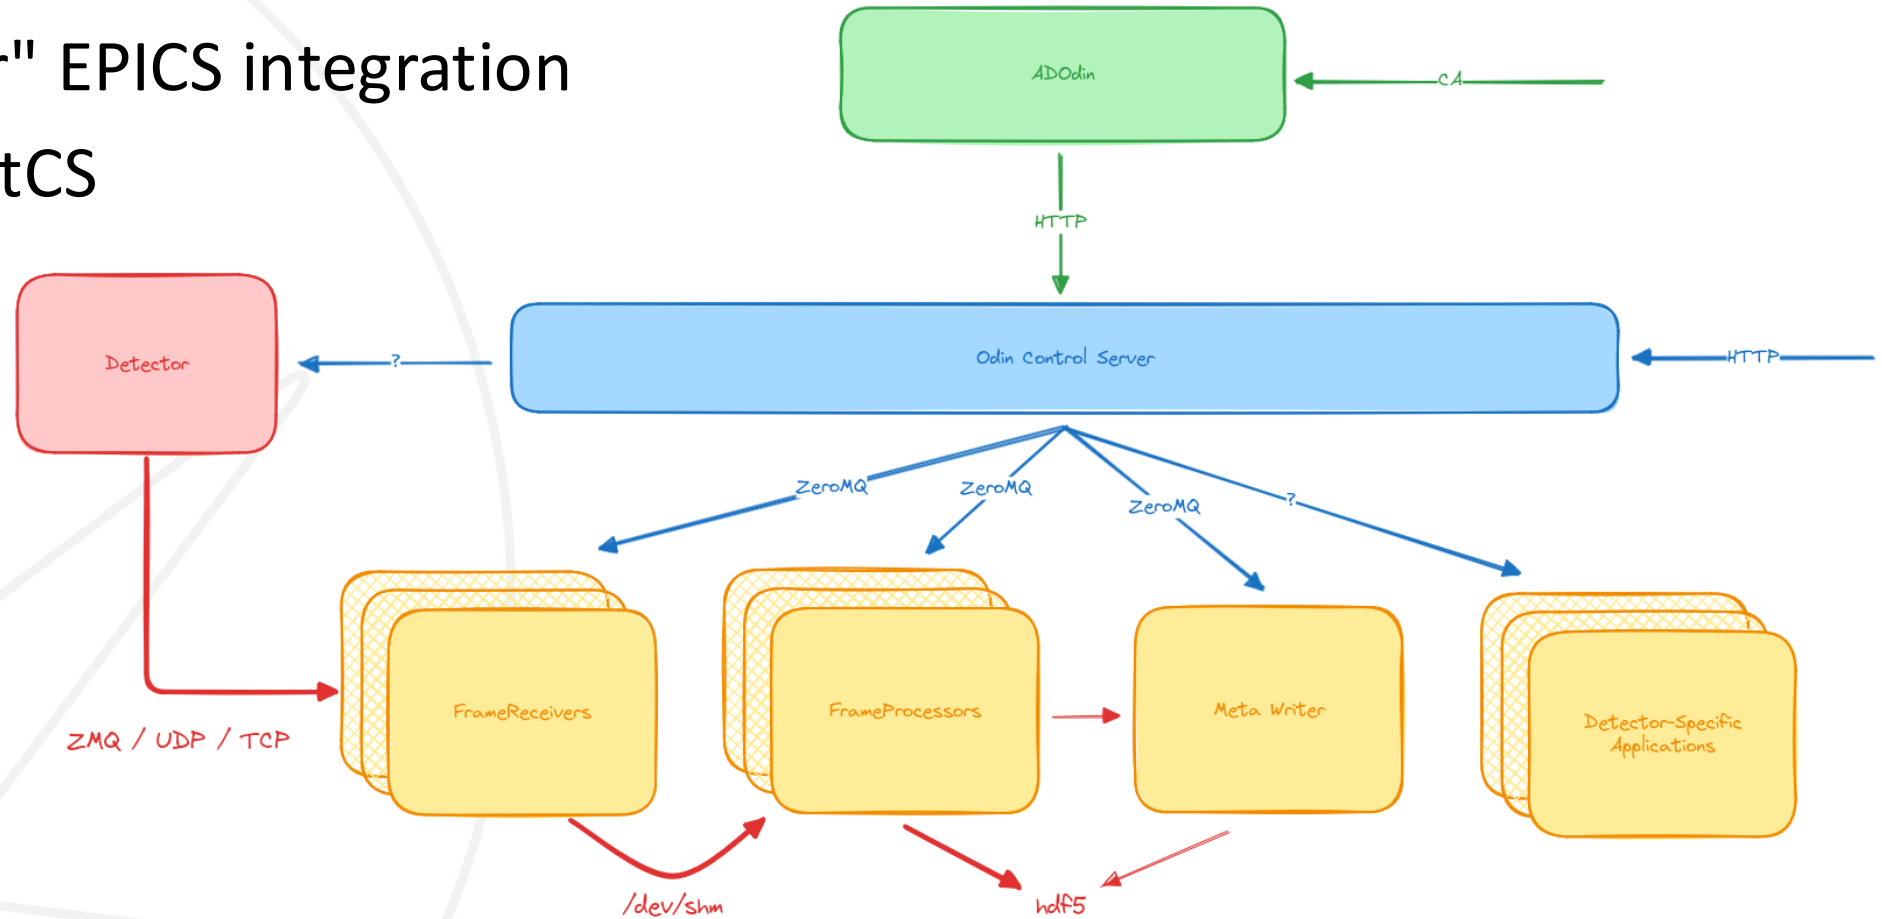 r" EPICS integration
tCS
ADOdin
CA
HTTP
Detector
?
Odin Control Server
HTTP
ZeroMQ
ZeroMQ
ZeroMQ
?
FrameReceivers
FrameProcessors
Meta Writer
Detector-Specific
Applications
ZMQ / UDP / TCP
/dev/shm
hdf5